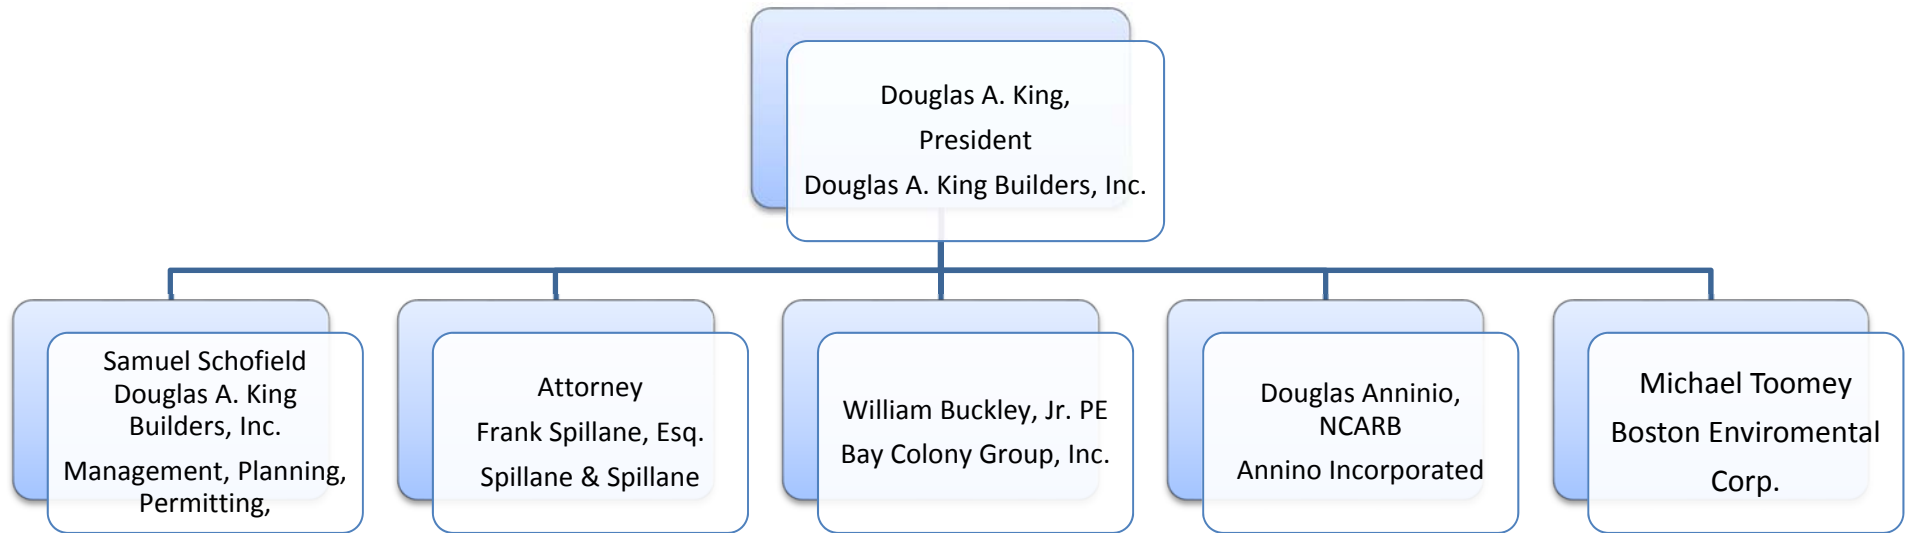 Douglas A. King,
President
Douglas A. King Builders, Inc.
Samuel Schofield
Douglas A. King
Builders, Inc.
Management, Planning,
Permitting,
Attorney
Frank Spillane, Esq.
Spillane & Spillane
William Buckley, Jr. PE
Bay Colony Group, Inc.
Douglas Anninio,
NCARB
Annino Incorporated
Michael Toomey
Boston Enviromental
Corp.